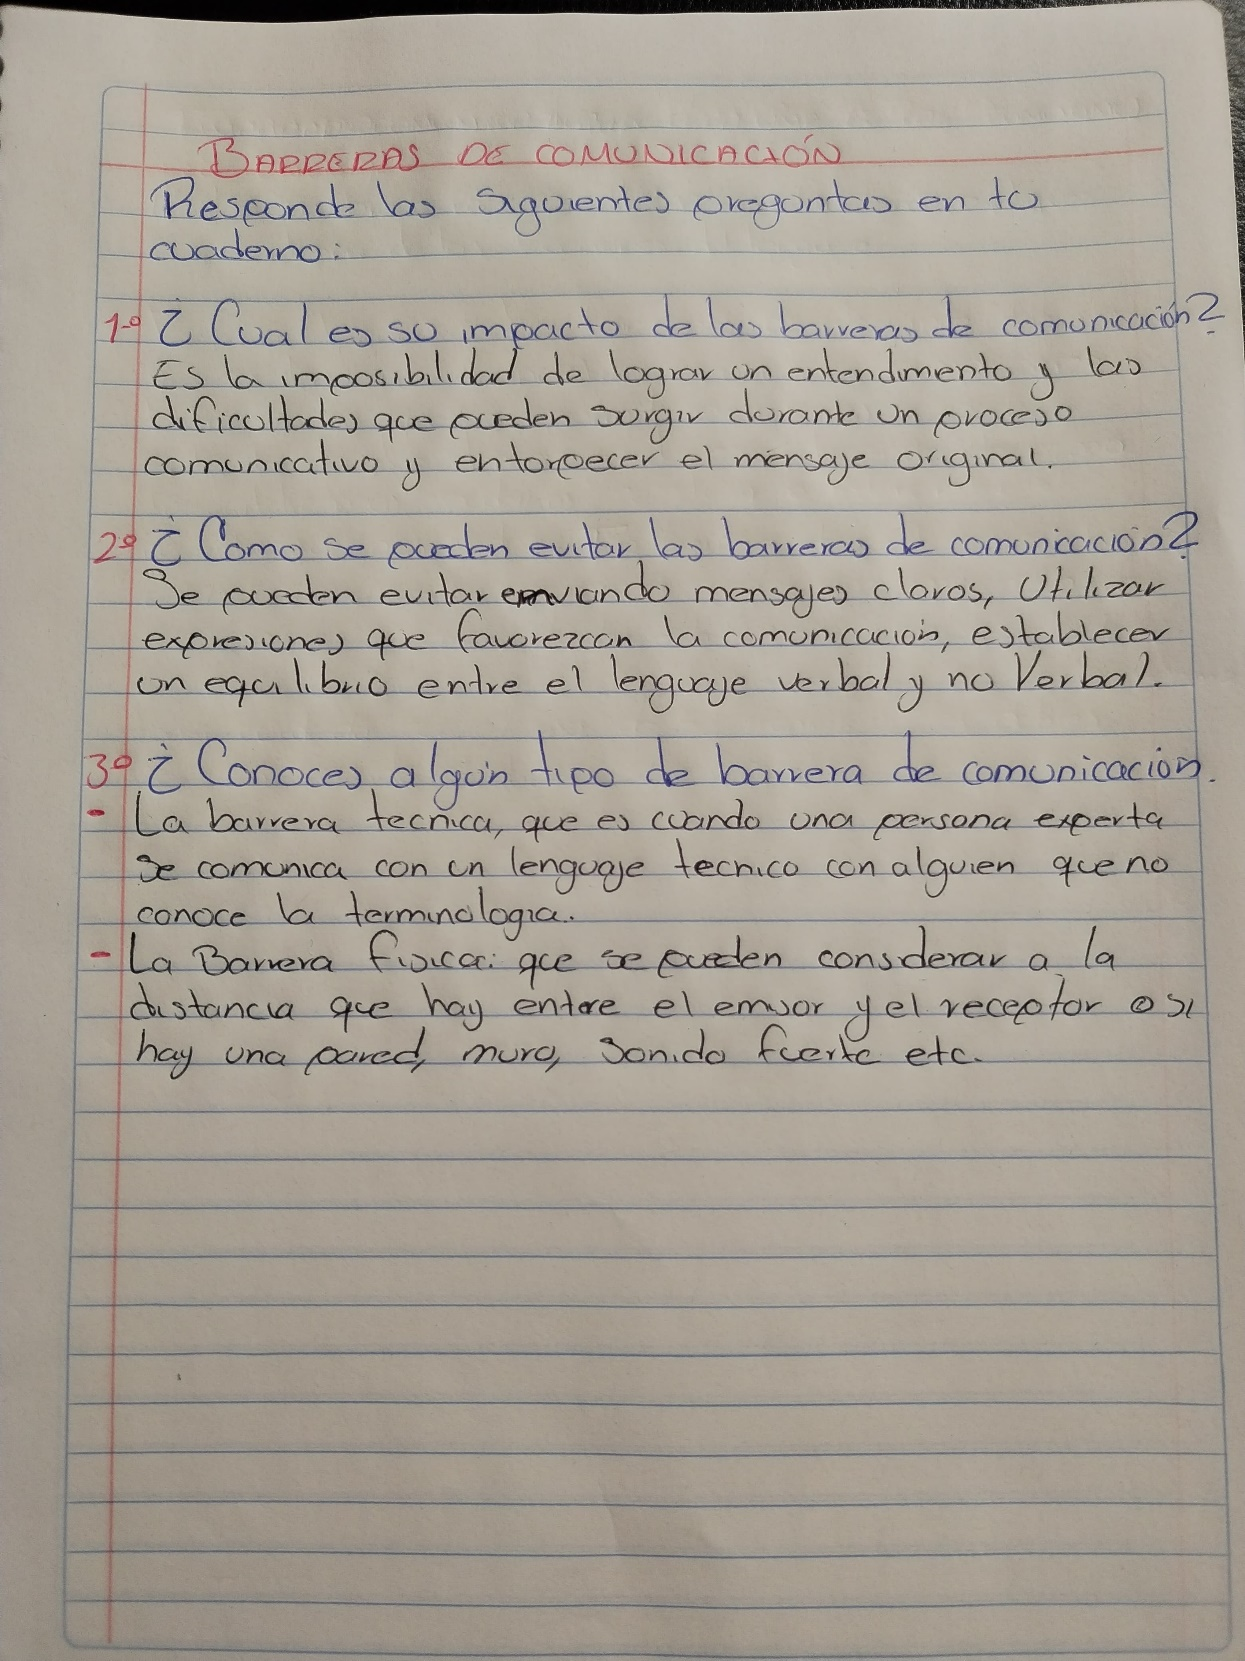 BARRERAS DE COMUNICACIÓN
Responde las siguientes preguntas en tu
cuaderno:
1-º ¿Cual es su impacto de las barreras de comunicación?
Es la imposibilidad de lograr un entendimento y las
dificultades que pueden surgir durante un proceso
comunicativo y entorpecer el mensaje original.
2º ¿Como se pueden evitar las barreras de comunicación?
Se pueden evitar enviando mensajes claros, Utilizar
expresiones que favorezcan la comunicación, establecer
un equilibrio entre el lenguaje verbal y no Verbal.
3º ¿Conoces algún tipo de barrera de comunicación.
- La barrera tecnica, que es cuando una persona experta
se comunica con un lenguaje tecnico con alguien que no
conoce la terminologia.
- La Barrera fisica: que se pueden considerar a la
distancia que hay entre el emisor y el receptor o si
hay una pared, muro, sonido fuerte etc.